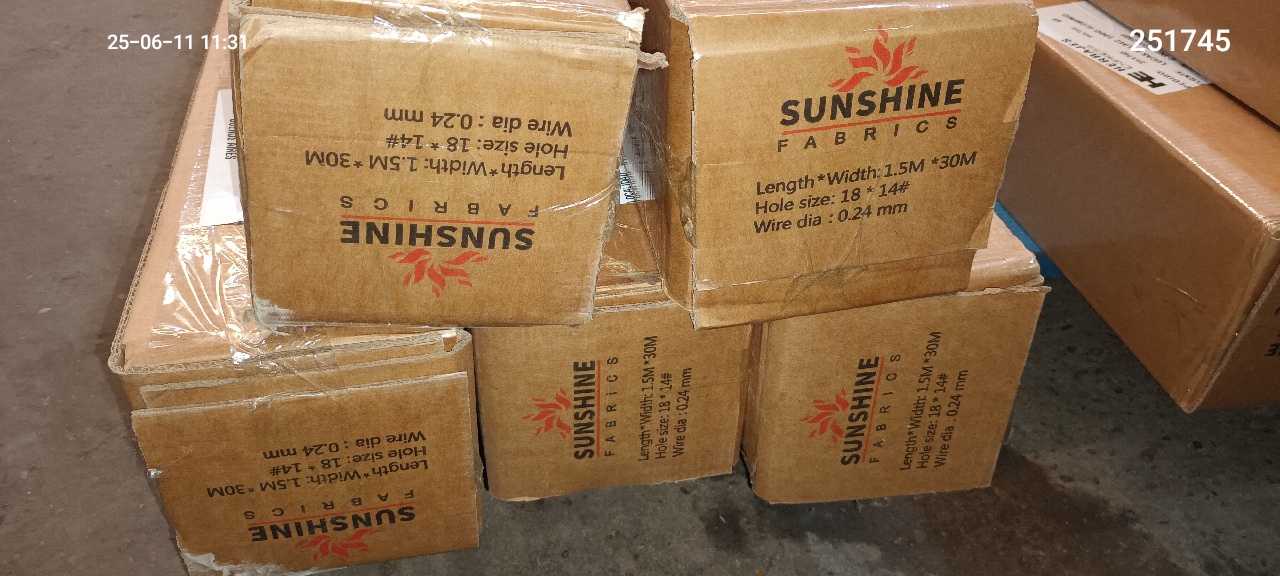 25-06-11 11:31
251745
SUNSHINE
FABRICS
Length*Width: 1.5M *30M
Hole size: 18 * 14#
Wire dia : 0.24 mm
SUNSHINE
FABRICS
Length*Width: 1.5M *30M
Hole size: 18 * 14#
Wire dia : 0.24 mm
HERRAJES
HE
SUNSHINE
FABRICS
Length*Width: 1.5M *30M
Hole size: 18 * 14#
Wire dia : 0.24 mm
SUNSHINE
FABRICS
Length*Width: 1.5M *30M
Hole size: 18 * 14#
Wire dia : 0.24 mm
SUNSHINE
FABRICS
Length*Width: 1.5M *30M
Hole size: 18 * 14#
Wire dia : 0.24 mm